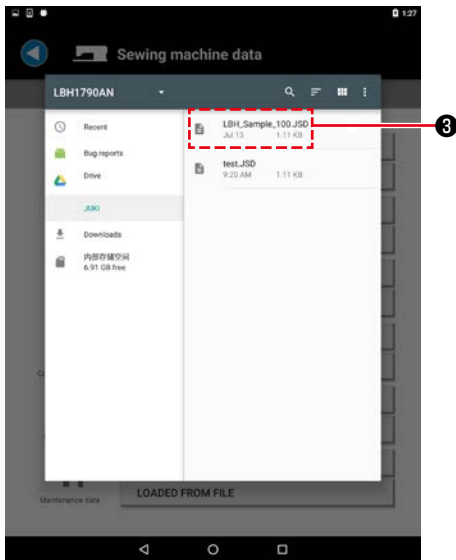 1:27
Sewing machine data
LBH1790AN
Recent
Bug reports
Drive
JUKI
Downloads
内部存储空间
6.91 GB free
LBH_Sample_100.JSD
Jul 13 1.11 KB
test.JSD
9:20 AM 1.11 KB
❸
Maintenance data
LOADED FROM FILE